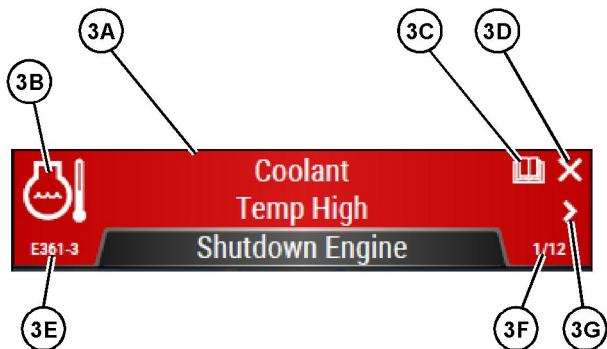 3A
3C
3D
3B
Coolant
Temp High
E361-3
Shutdown Engine
1/12
3E
3F
3G